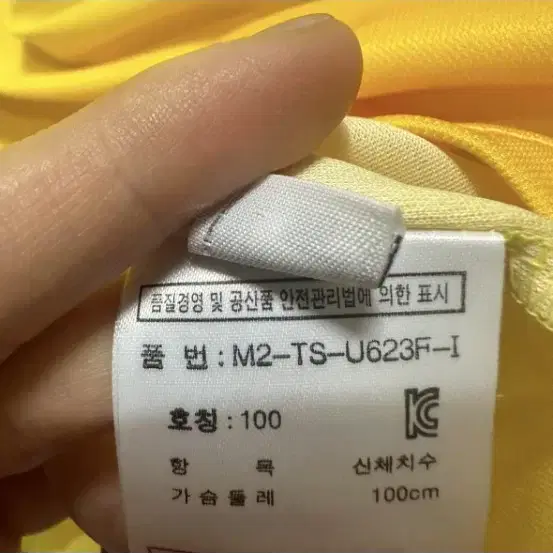 품질경영 및 공산품 안전관리법에 의한 표시
품 번 : M2-TS-U623F-I
호칭 : 100
KC
항 목 신체치수
가슴둘레 100cm